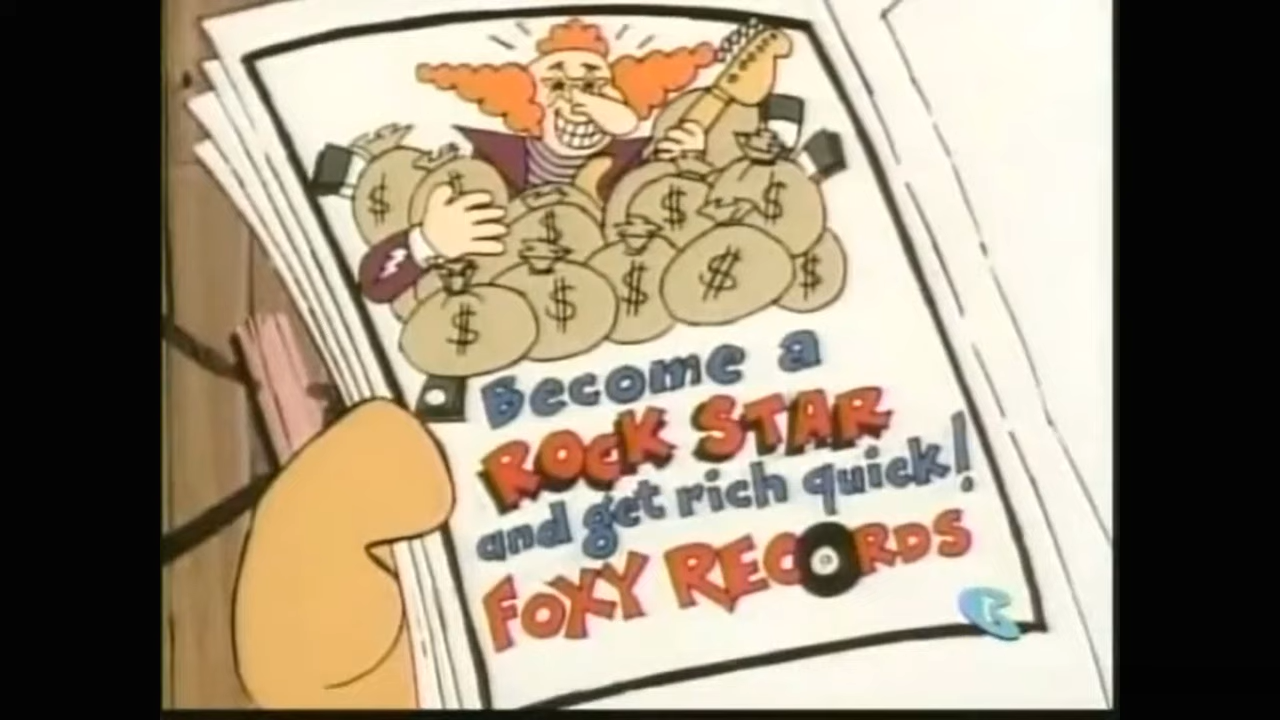 $ $ $ $
$ $
$ $ $ $
Become a
ROCK STAR
and get rich quick!
FOXY RECORDS